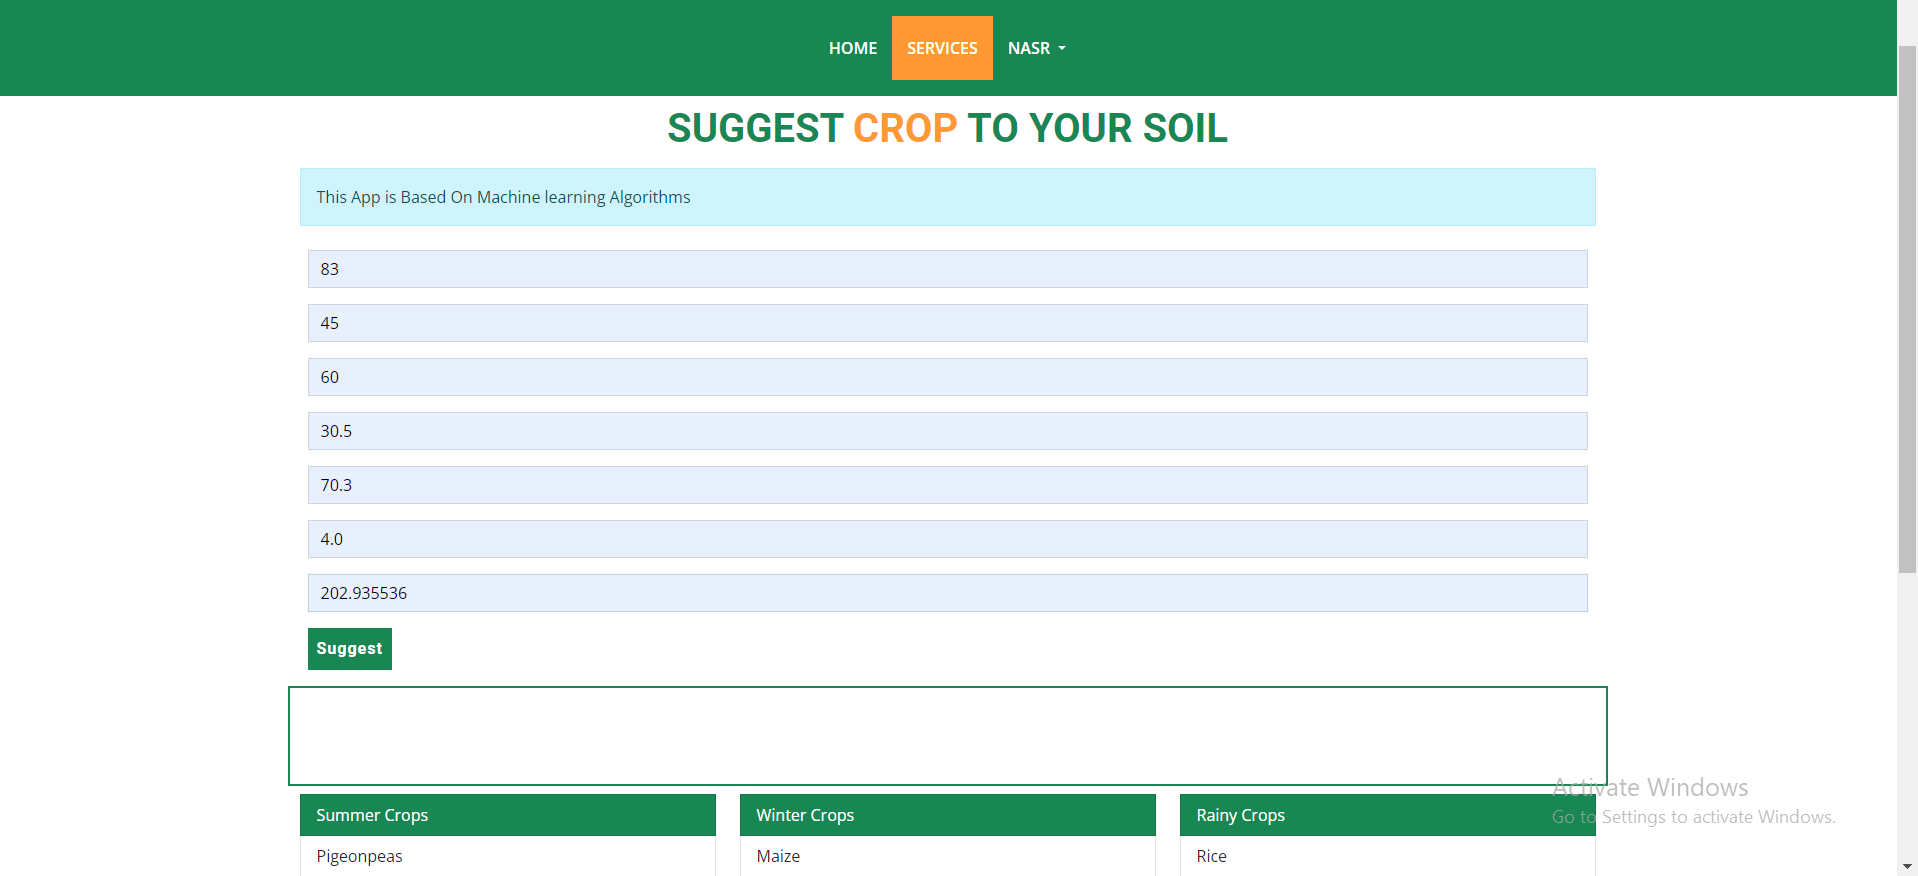 HOME SERVICES NASR
SUGGEST CROP TO YOUR SOIL
This App is Based On Machine learning Algorithms
83
45
60
30.5
70.3
4.0
202.935536
Suggest
Activate Windows
Go to Settings to activate Windows.
Summer Crops
Pigeonpeas
Winter Crops
Maize
Rainy Crops
Rice